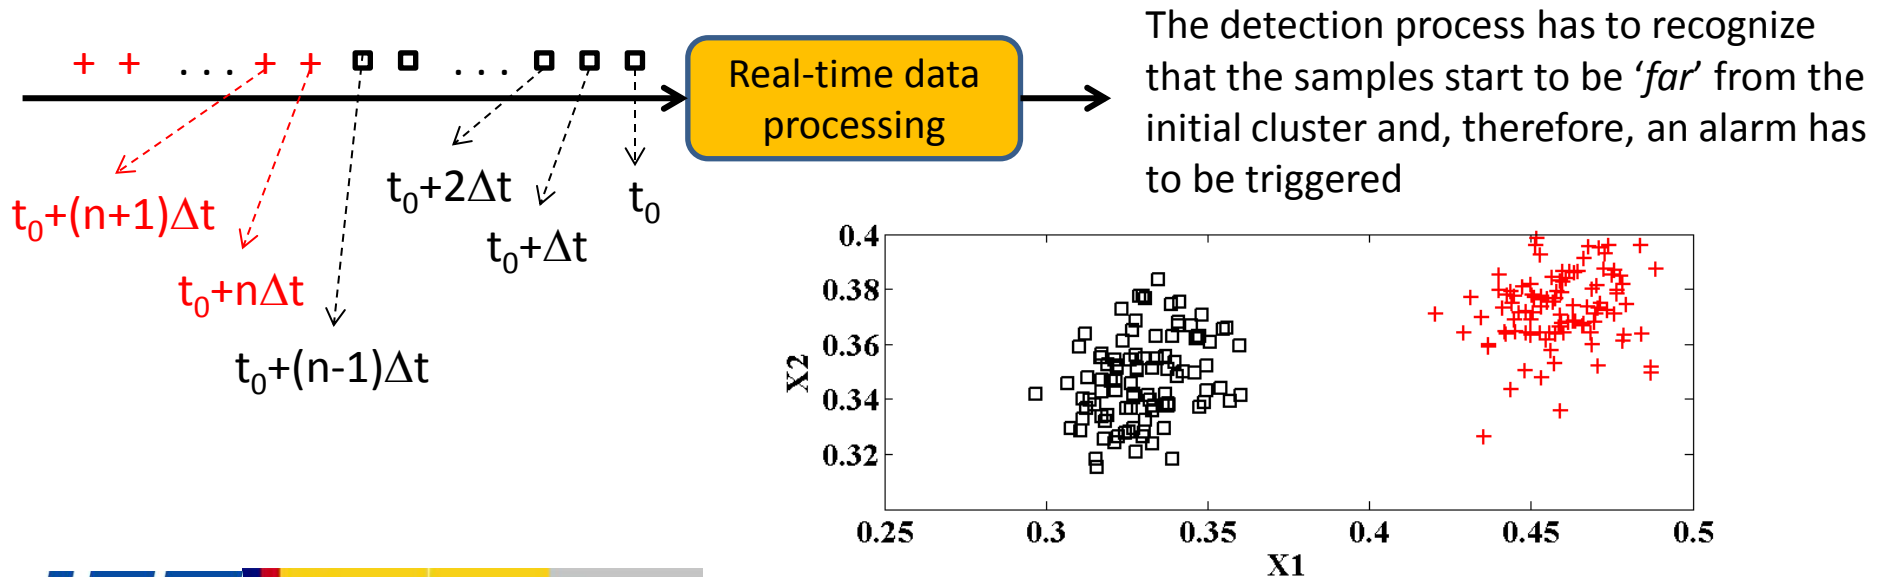 The detection process has to recognize
that the samples start to be ‘far’ from the
initial cluster and, therefore, an alarm has
to be triggered
+ + . . . + + . . .
Real-time data
processing
t₀+(n+1)Δt
t₀+nΔt
t₀+(n-1)Δt
t₀+2Δt
t₀+Δt
t₀
0.4
0.38
0.36
0.34
0.32
X2
0.25 0.3 0.35 0.4 0.45 0.5
X1